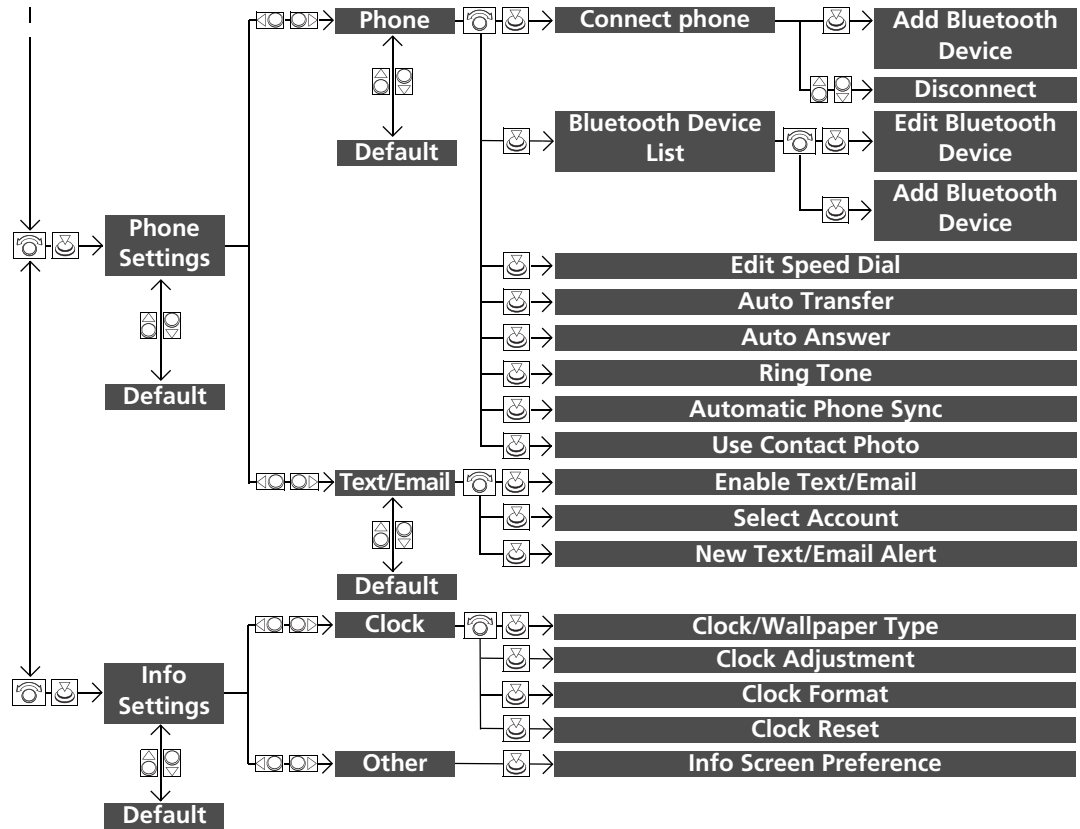 Phone
Connect phone
Add Bluetooth
Device
Disconnect
Default
Bluetooth Device
List
Edit Bluetooth
Device
Add Bluetooth
Device
Phone
Settings
Default
Edit Speed Dial
Auto Transfer
Auto Answer
Ring Tone
Automatic Phone Sync
Use Contact Photo
Text/Email
Enable Text/Email
Select Account
New Text/Email Alert
Default
Info
Settings
Default
Clock
Clock/Wallpaper Type
Clock Adjustment
Clock Format
Clock Reset
Other
Info Screen Preference